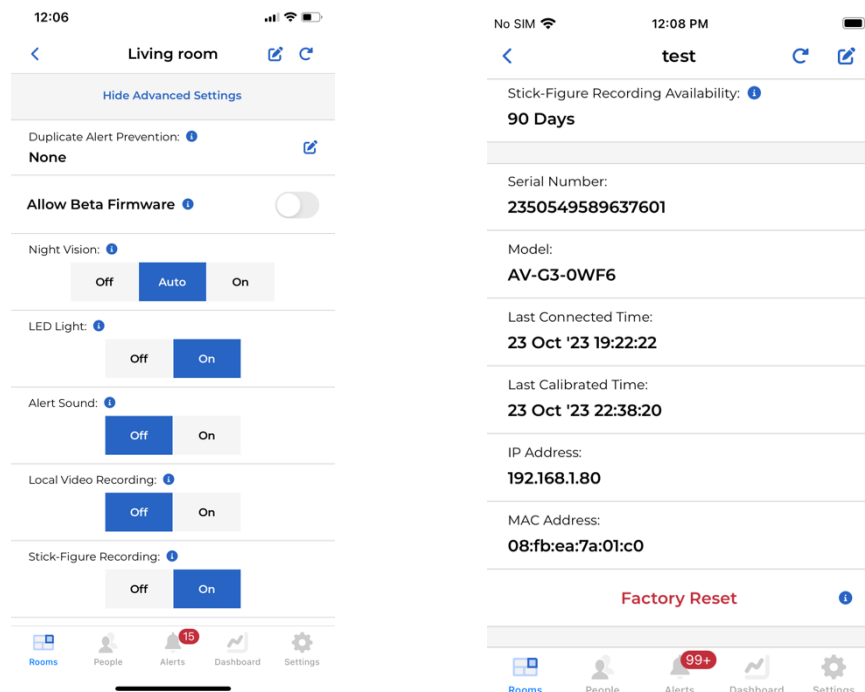 12:06
Living room
Hide Advanced Settings
Duplicate Alert Prevention:
None
Allow Beta Firmware
Night Vision:
Off Auto On
LED Light:
Off On
Alert Sound:
Off On
Local Video Recording:
Off On
Stick-Figure Recording:
Off On
15
Rooms People Alerts Dashboard Settings
No SIM 12:08 PM
test
Stick-Figure Recording Availability:
90 Days
Serial Number:
2350549589637601
Model:
AV-G3-0WF6
Last Connected Time:
23 Oct '23 19:22:22
Last Calibrated Time:
23 Oct '23 22:38:20
IP Address:
192.168.1.80
MAC Address:
08:fb:ea:7a:01:c0
Factory Reset
99+
Rooms People Alerts Dashboard Settings